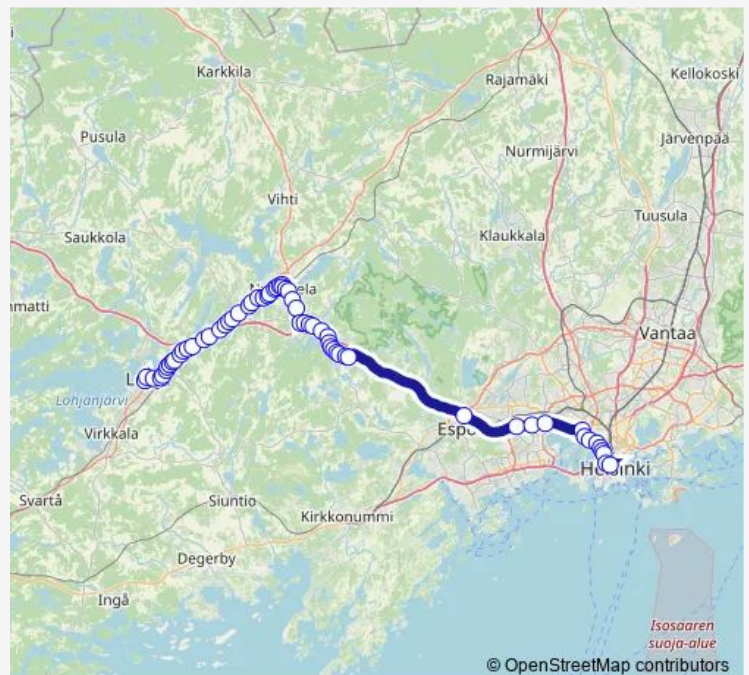 Karkkila
Kellokoski
Rajamäki
Pusula
Järvenpää
Nurmijärvi
Vihti
Tuusula
Saukkola
Klaukkala
Vantaa
Lohjanjärvi
Virkkala
Helsinki
Svartå
Siuntio
Kirkkonummi
Degerby
Ingå
Isosaaren
suoja-alue
© OpenStreetMap contributors